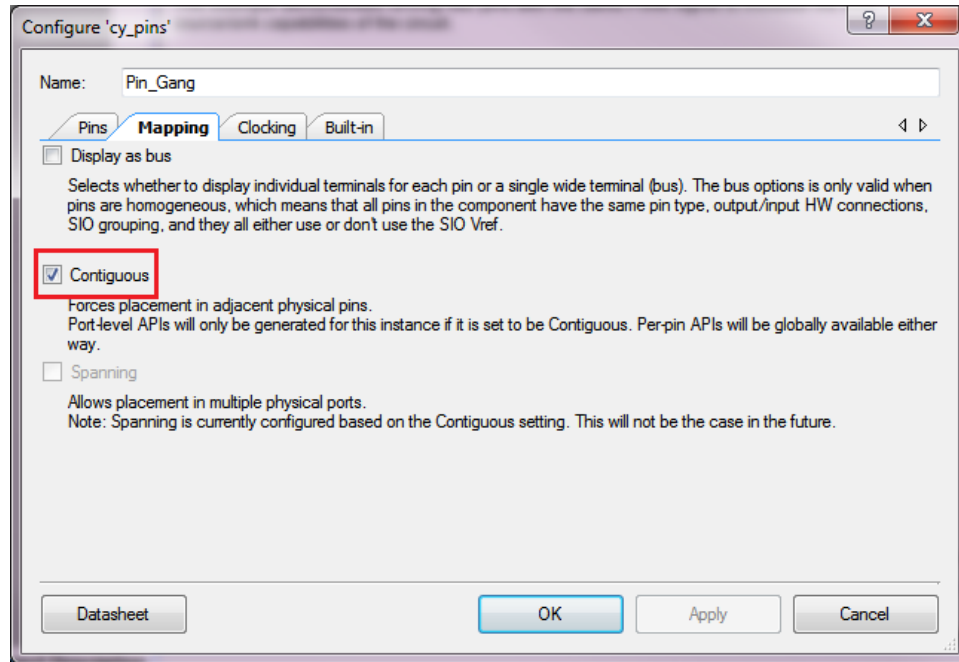 Configure 'cy_pins'
Name: Pin_Gang
Pins Mapping Clocking Built-in
Display as bus
Selects whether to display individual terminals for each pin or a single wide terminal (bus). The bus options is only valid when
pins are homogeneous, which means that all pins in the component have the same pin type, output/input HW connections,
SIO grouping, and they all either use or don't use the SIO Vref.
Contiguous
Forces placement in adjacent physical pins.
Port-level APIs will only be generated for this instance if it is set to be Contiguous. Per-pin APIs will be globally available either
way.
Spanning
Allows placement in multiple physical ports.
Note: Spanning is currently configured based on the Contiguous setting. This will not be the case in the future.
Datasheet OK Apply Cancel